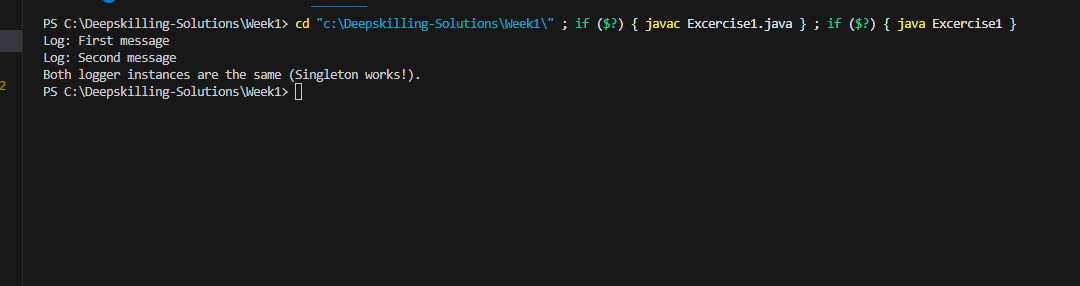 PS C:\Deepskilling-Solutions\Week1> cd "c:\Deepskilling-Solutions\Week1\" ; if ($?) { javac Excercise1.java } ; if ($?) { java Excercise1 }
Log: First message
Log: Second message
2
Both logger instances are the same (Singleton works!).
PS C:\Deepskilling-Solutions\Week1>